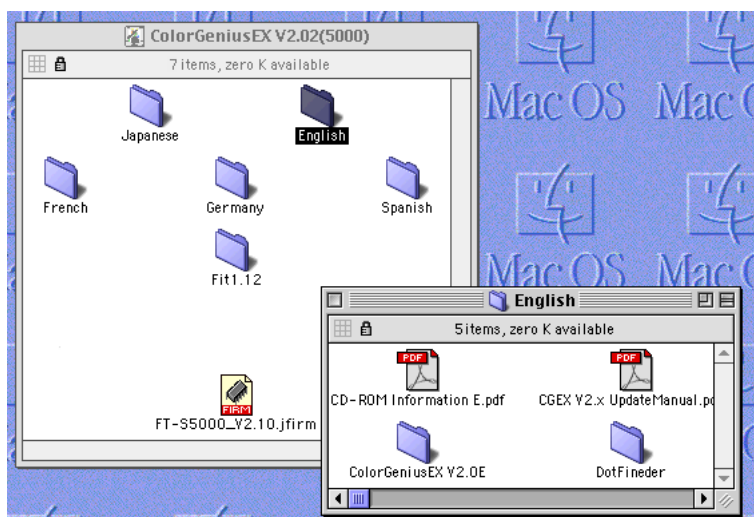 ColorGeniusEX V2.02(5000)
7 items, zero K available
Japanese
English
French
Germany
Spanish
Fit1.12
FIRM
FT-S5000_V2.10.jfirm
Mac OS
Mac
Mac OS
Mac
English
5 items, zero K available
PDF
PDF
CD-ROM Information E.pdf
CGEX V2.x UpdateManual.pd
ColorGeniusEX V2.0E
DotFineder